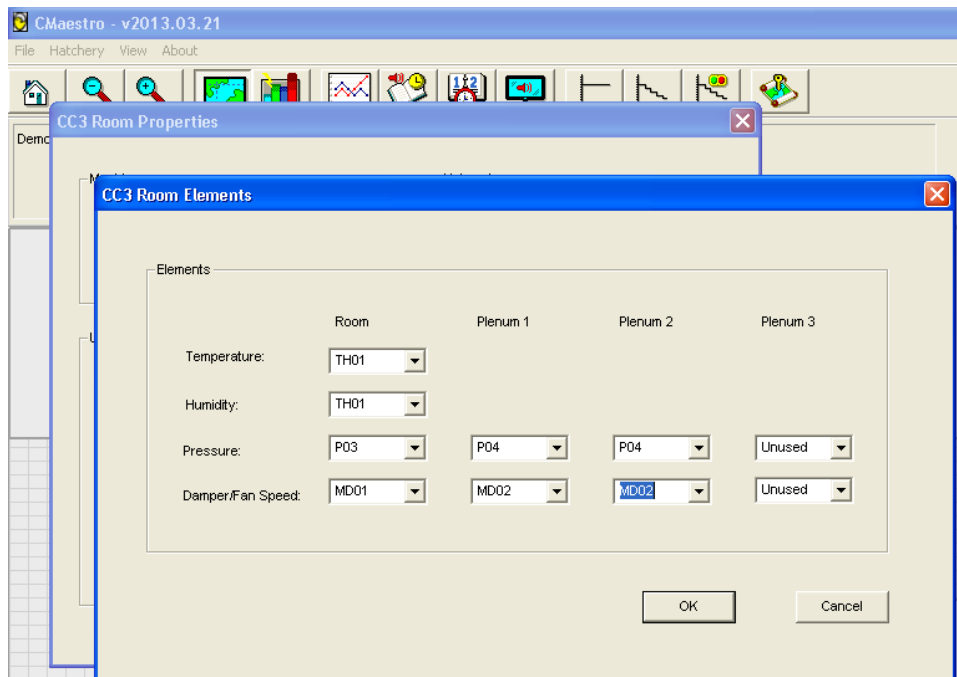 CMaestro - v2013.03.21
File Hatchery View About
CC3 Room Properties
CC3 Room Elements
Elements
Room Plenum 1 Plenum 2 Plenum 3
Temperature: TH01
Humidity: TH01
Pressure: P03 P04 P04 Unused
Damper/Fan Speed: MD01 MD02 MD02 Unused
OK Cancel